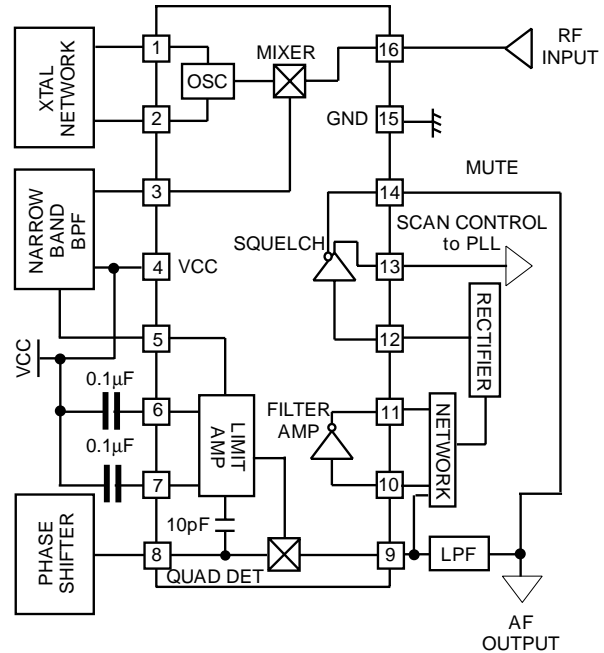 XTAL
NETWORK
1
OSC
2
MIXER
16
RF
INPUT
GND
15
NARROW
BAND
BPF
3
4
VCC
5
MUTE
14
SQUELCH
SCAN CONTROL
to PLL
13
12
RECTIFIER
VCC
0.1μF
6
0.1μF
7
LIMIT
AMP
FILTER
AMP
11
10
NETWORK
10pF
PHASE
SHIFTER
8
QUAD DET
9
LPF
AF
OUTPUT